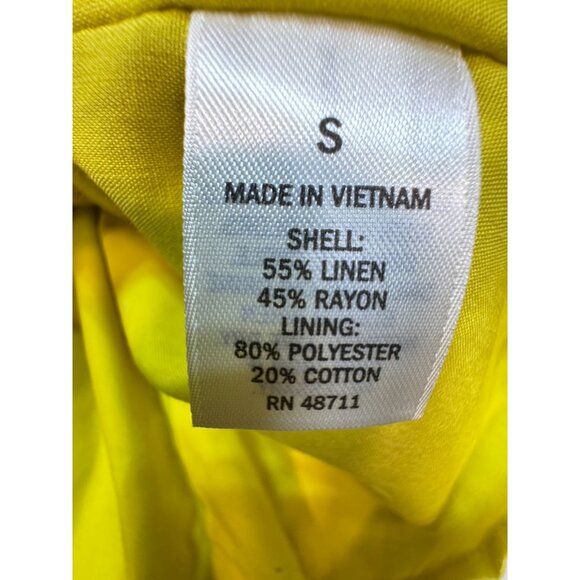 S
MADE IN VIETNAM
SHELL:
55% LINEN
45% RAYON
LINING:
80% POLYESTER
20% COTTON
RN 48711